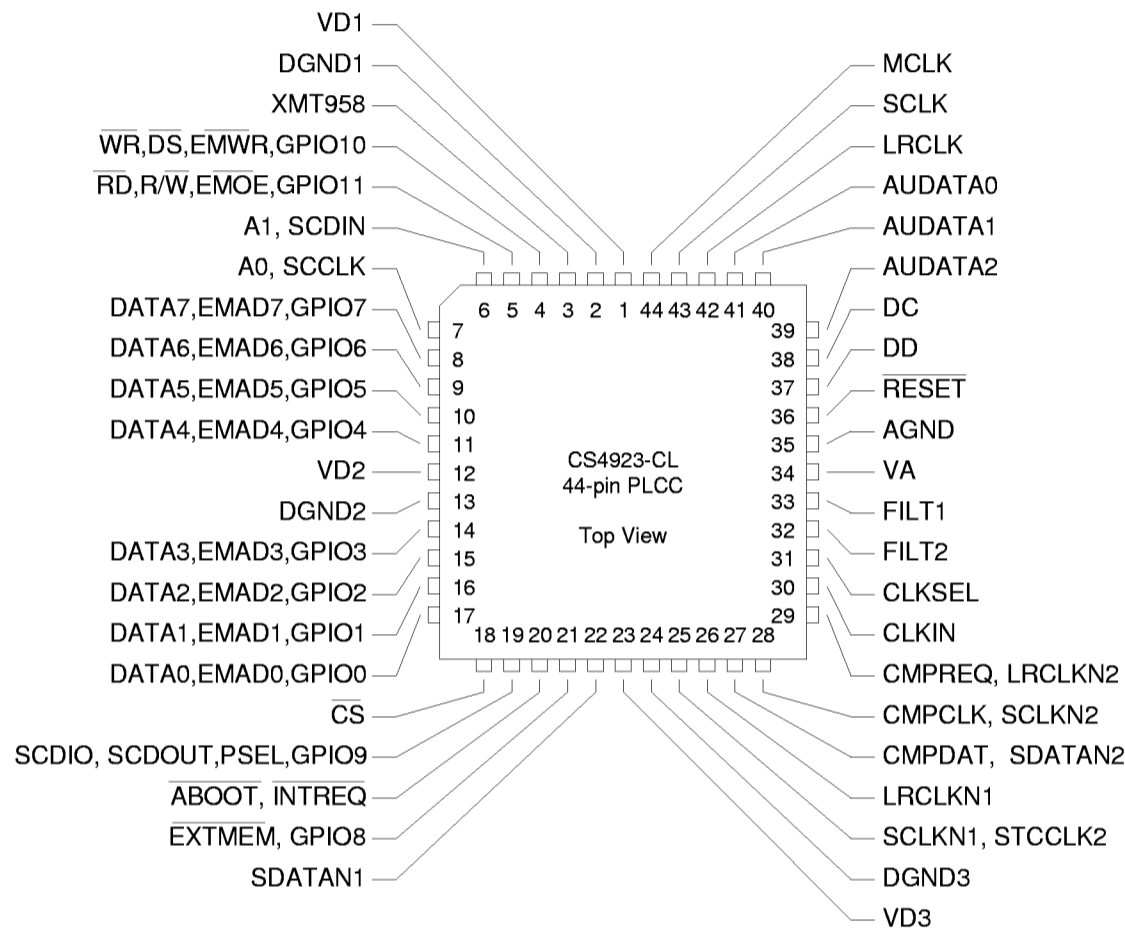 VD1
DGND1
XMT958
WR,DS,EMWR,GPIO10
RD,R/W,EMOE,GPIO11
A1, SCDIN
A0, SCCLK
DATA7,EMAD7,GPIO7
DATA6,EMAD6,GPIO6
DATA5,EMAD5,GPIO5
DATA4,EMAD4,GPIO4
VD2
DGND2
DATA3,EMAD3,GPIO3
DATA2,EMAD2,GPIO2
DATA1,EMAD1,GPIO1
DATA0,EMAD0,GPIO0
CS
SCDIO, SCDOUT,PSEL,GPIO9
ABOOT, INTREQ
EXTMEM, GPIO8
SDATAN1
6 5 4 3 2 1 44 43 42 41 40
7
8
9
10
11
12
13
14
15
16
17
CS4923-CL
44-pin PLCC
Top View
39
38
37
36
35
34
33
32
31
30
29
18 19 20 21 22 23 24 25 26 27 28
MCLK
SCLK
LRCLK
AUDATA0
AUDATA1
AUDATA2
DC
DD
RESET
AGND
VA
FILT1
FILT2
CLKSEL
CLKIN
CMPREQ, LRCLKN2
CMPCLK, SCLKN2
CMPDAT, SDATAN2
LRCLKN1
SCLKN1, STCCLK2
DGND3
VD3